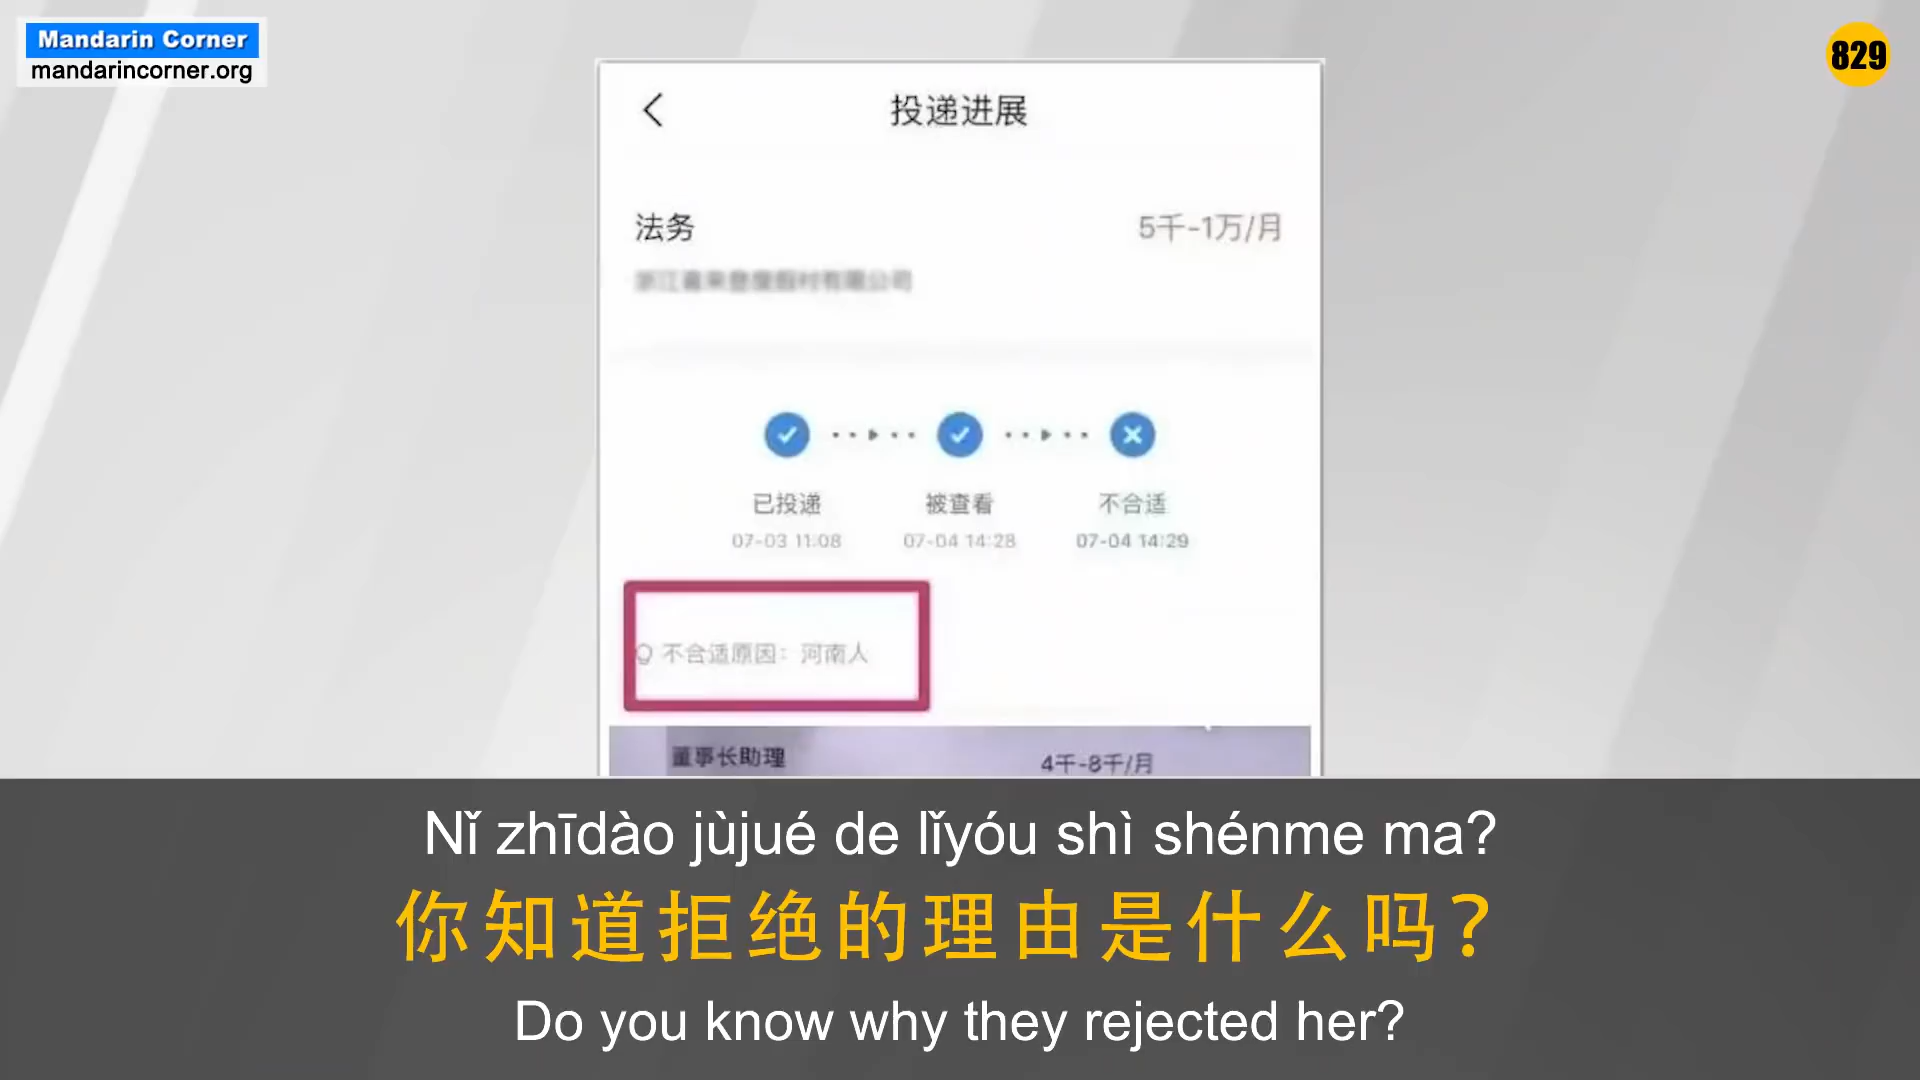 Mandarin Corner
mandarincorner.org
829
投递进展
法务
5千-1万/月
已投递
被查看
不合适
07-03 11:08
07-04 14:28
07-04 14:29
不合适原因：河南人
董事长助理
4千-8千/月
Nǐ zhīdào jùjué de lǐyóu shì shénme ma?
你知道拒绝的理由是什么吗？
Do you know why they rejected her?